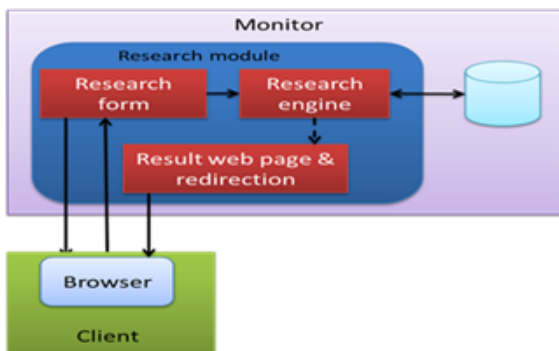 Monitor
Research module
Research
form
Research
engine
Result web page &
redirection
Browser
Client